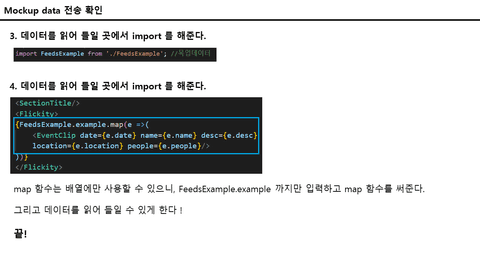 Mockup data 전송 확인
3. 데이터를 읽어 들일 곳에서 import 를 해준다.
import FeedsExample from './FeedsExample'; //목업데이터
4. 데이터를 읽어 들일 곳에서 import 를 해준다.
<SectionTitle/>
<Flickity>
{FeedsExample.example.map(e =>(
<EventClip date={e.date} name={e.name} desc={e.desc}
location={e.location} people={e.people}/>
))}
</Flickity>
map 함수는 배열에만 사용할 수 있으니, FeedsExample.example 까지만 입력하고 map 함수를 써준다.
그리고 데이터를 읽어 들일 수 있게 한다 !
끝!